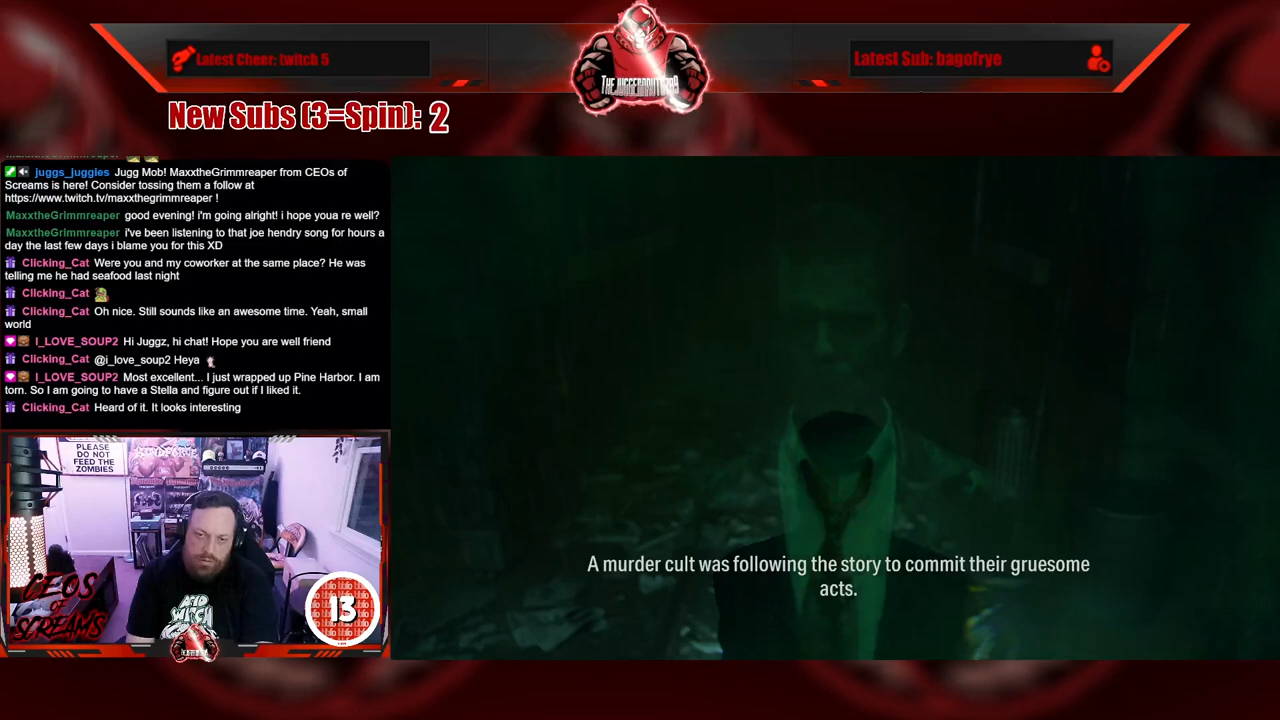 Latest Cheer: twitch 5
Latest Sub: bagofrye
New Subs (3=Spin): 2
juggs_juggies Jugg Mob! MaxxtheGrimmreaper from CEOs of
Screams is here! Consider tossing them a follow at
https://www.twitch.tv/maxxthegrimmreaper !
MaxxtheGrimmreaper good evening! i'm going alright! i hope youa re well?
MaxxtheGrimmreaper i've been listening to that joe hendry song for hours a
day the last few days i blame you for this XD
Clicking_Cat Were you and my coworker at the same place? He was
telling me he had seafood last night
Clicking_Cat
Clicking_Cat Oh nice. Still sounds like an awesome time. Yeah, small
world
I_LOVE_SOUP2 Hi Juggz, hi chat! Hope you are well friend
Clicking_Cat @i_love_soup2 Heya
I_LOVE_SOUP2 Most excellent... I just wrapped up Pine Harbor. I am
torn. So I am going to have a Stella and figure out if I liked it.
Clicking_Cat Heard of it. It looks interesting
PLEASE
DO NOT
FEED THE
ZOMBIES
CEOS
OF
SCREAMS
ACID
WITCH
13
A murder cult was following the story to commit their gruesome
acts.